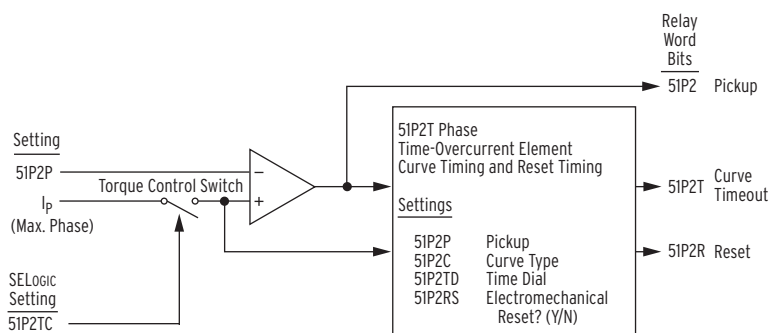 Relay
Word
Bits
51P2 Pickup
Setting
51P2P
Torque Control Switch
IP
(Max. Phase)
SELOGIC
Setting
51P2TC
−
+
51P2T Phase
Time-Overcurrent Element
Curve Timing and Reset Timing
Settings
51P2P Pickup
51P2C Curve Type
51P2TD Time Dial
51P2RS Electromechanical
Reset? (Y/N)
51P2T Curve
Timeout
51P2R Reset